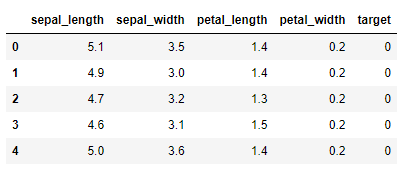 sepal_length sepal_width petal_length petal_width target
0 5.1 3.5 1.4 0.2 0
1 4.9 3.0 1.4 0.2 0
2 4.7 3.2 1.3 0.2 0
3 4.6 3.1 1.5 0.2 0
4 5.0 3.6 1.4 0.2 0